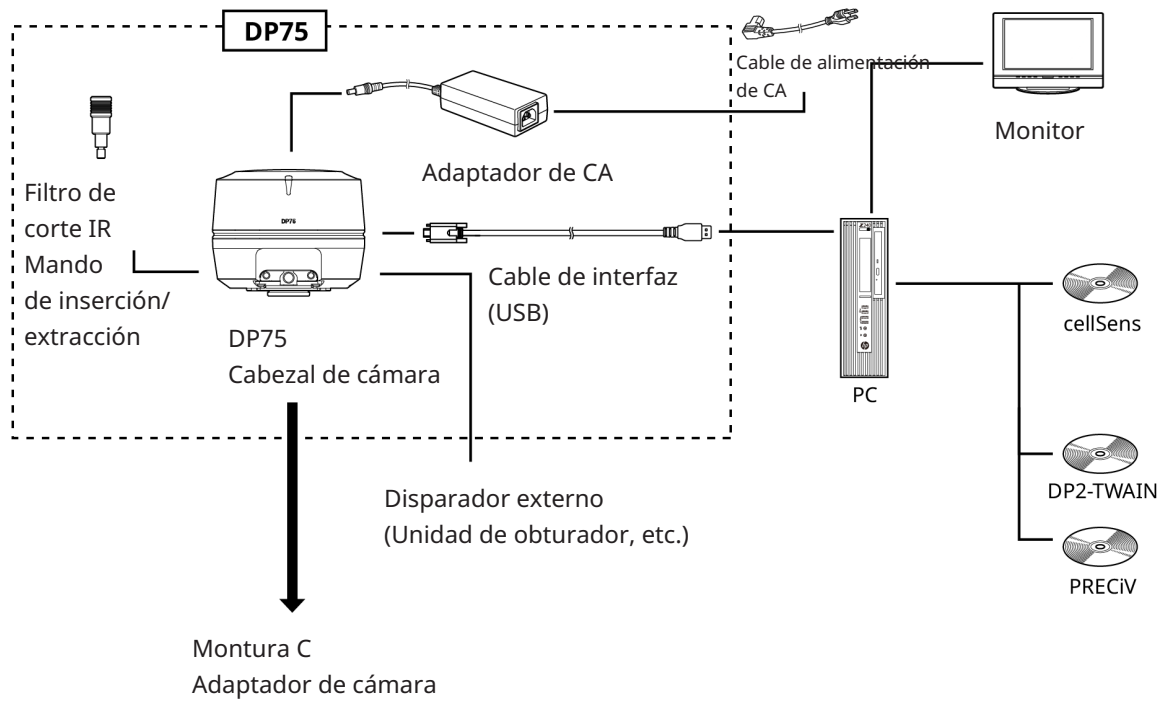 DP75
Cable de alimentación
de CA
Monitor
Adaptador de CA
Filtro de
corte IR
Mando
de inserción/
extracción
DP75
Cable de interfaz
(USB)
DP75
Cabezal de cámara
cellSens
PC
DP2-TWAIN
Disparador externo
(Unidad de obturador, etc.)
PRECiV
Montura C
Adaptador de cámara